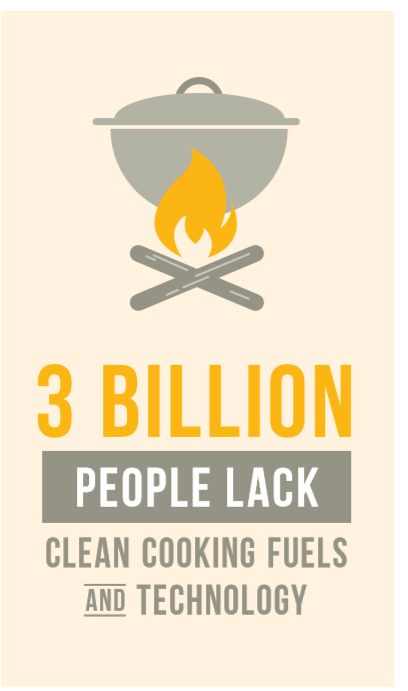 3 BILLION
PEOPLE LACK
CLEAN COOKING FUELS
AND TECHNOLOGY